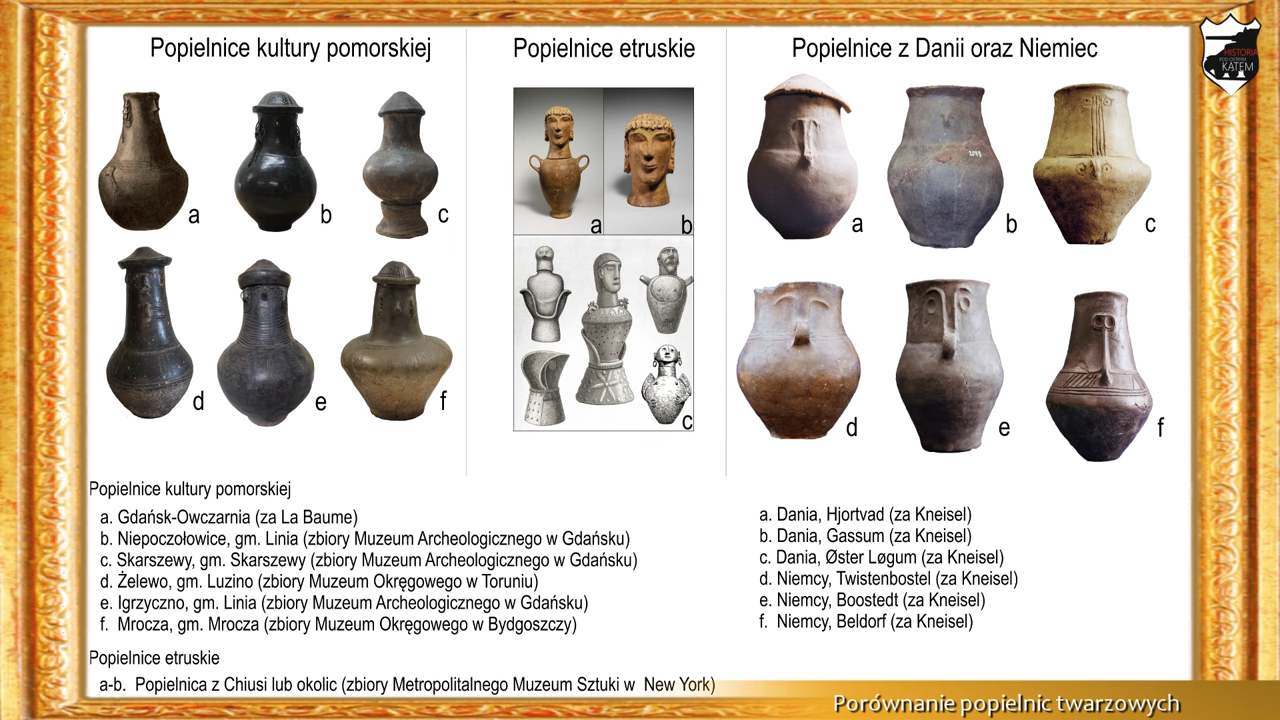 Popielnice kultury pomorskiej
Popielnice etruskie
Popielnice z Danii oraz Niemiec
HISTORIA
POD OSTRYM
KĄTEM
a
b
c
d
e
f
a
b
c
a
b
2098
c
d
e
f
Popielnice kultury pomorskiej
a. Gdańsk-Owczarnia (za La Baume)
b. Niepoczołowice, gm. Linia (zbiory Muzeum Archeologicznego w Gdańsku)
c. Skarszewy, gm. Skarszewy (zbiory Muzeum Archeologicznego w Gdańsku)
d. Żelewo, gm. Luzino (zbiory Muzeum Okręgowego w Toruniu)
e. Igrzyczno, gm. Linia (zbiory Muzeum Archeologicznego w Gdańsku)
f. Mrocza, gm. Mrocza (zbiory Muzeum Okręgowego w Bydgoszczy)
Popielnice etruskie
a-b. Popielnica z Chiusi lub okolic (zbiory Metropolitalnego Muzeum Sztuki w New York)
a. Dania, Hjortvad (za Kneisel)
b. Dania, Gassum (za Kneisel)
c. Dania, Øster Løgum (za Kneisel)
d. Niemcy, Twistenbostel (za Kneisel)
e. Niemcy, Boostedt (za Kneisel)
f. Niemcy, Beldorf (za Kneisel)
Porównanie popielnic twarzowych